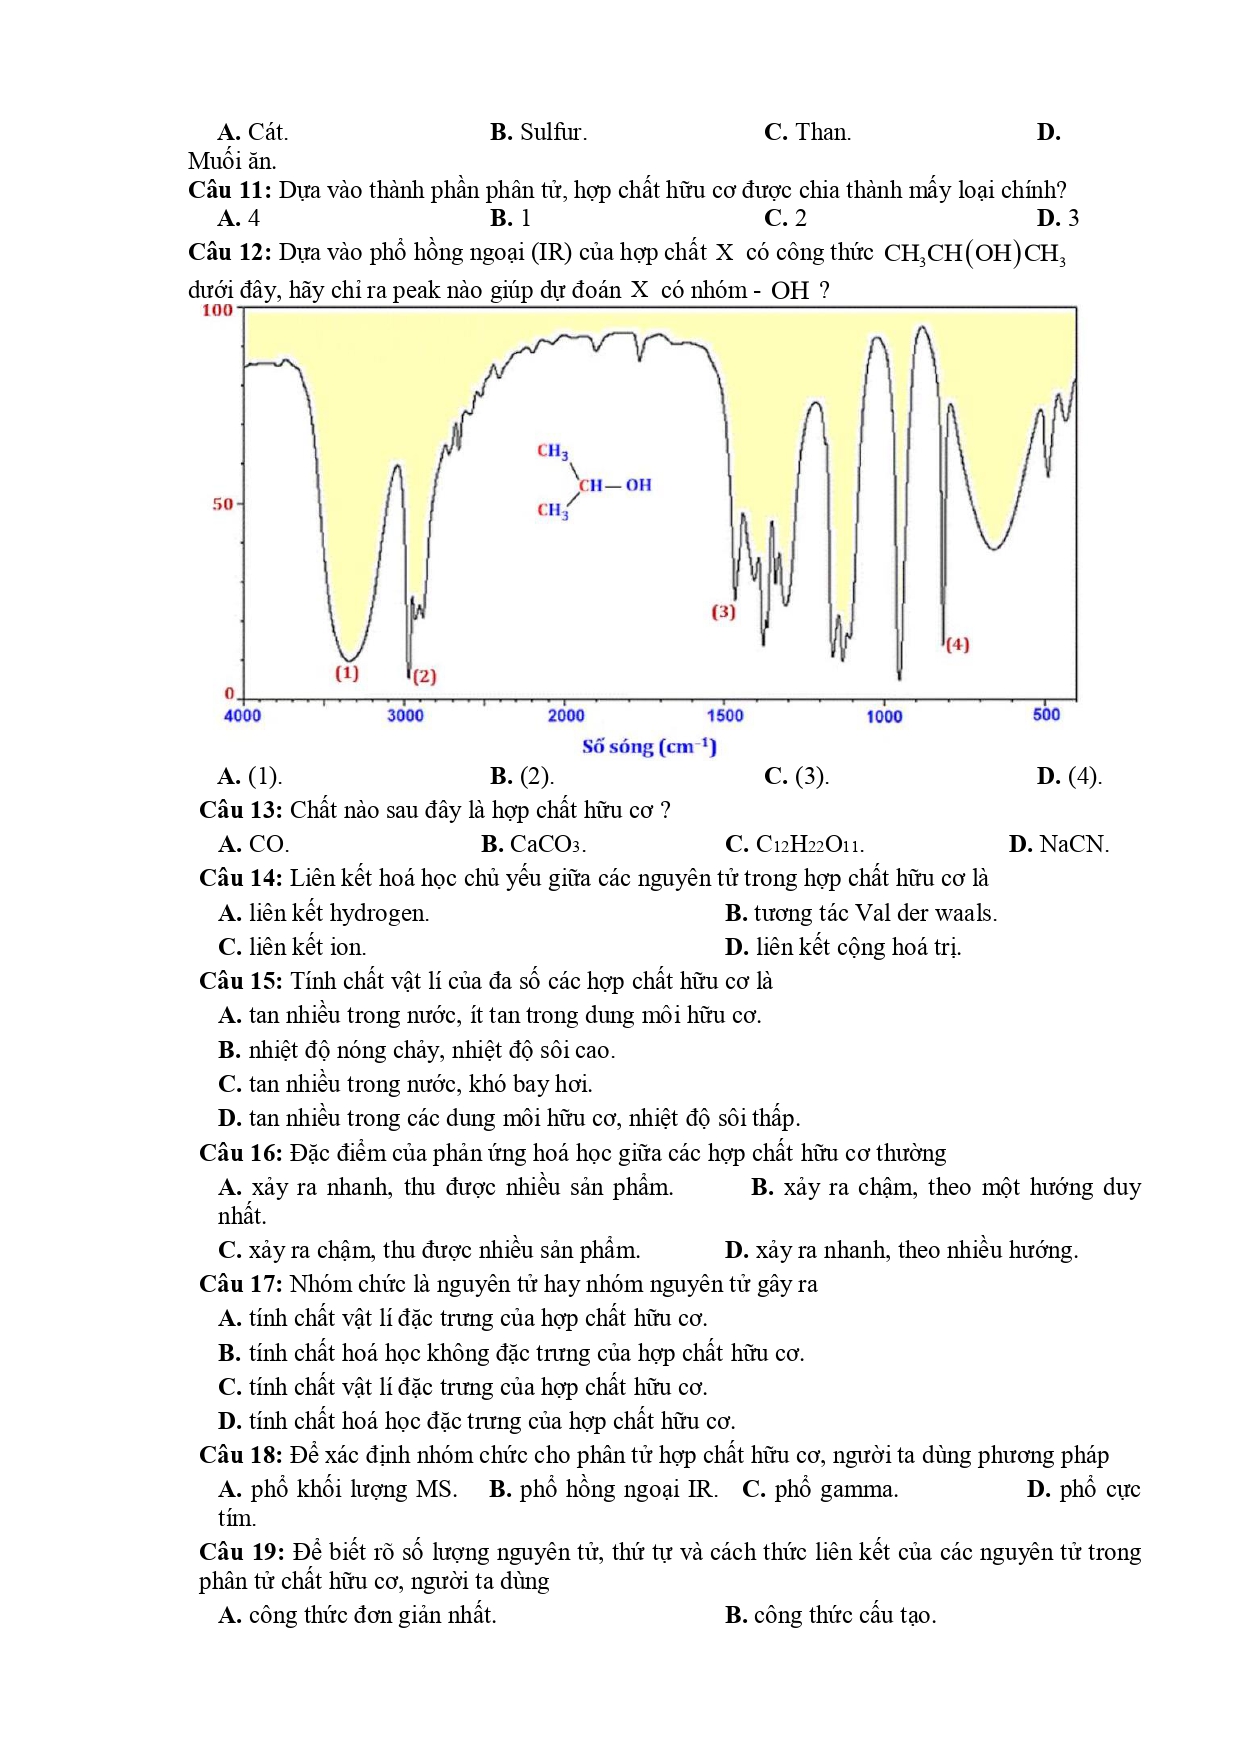 A. Cát. B. Sulfur. C. Than. D.
Muối ăn.
Câu 11: Dựa vào thành phần phân tử, hợp chất hữu cơ được chia thành mấy loại chính?
A. 4 B. 1 C. 2 D. 3
Câu 12: Dựa vào phổ hồng ngoại (IR) của hợp chất X có công thức CH₃CH(OH)CH₃
dưới đây, hãy chỉ ra peak nào giúp dự đoán X có nhóm - OH ?
100
50
0
CH₃
CH— OH
CH₃
(1)
(2)
(3)
(4)
4000 3000 2000 1500 1000 500
Số sóng (cm⁻¹)
A. (1). B. (2). C. (3). D. (4).
Câu 13: Chất nào sau đây là hợp chất hữu cơ ?
A. CO. B. CaCO₃. C. C₁₂H₂₂O₁₁. D. NaCN.
Câu 14: Liên kết hoá học chủ yếu giữa các nguyên tử trong hợp chất hữu cơ là
A. liên kết hydrogen. B. tương tác Val der waals.
C. liên kết ion. D. liên kết cộng hoá trị.
Câu 15: Tính chất vật lí của đa số các hợp chất hữu cơ là
A. tan nhiều trong nước, ít tan trong dung môi hữu cơ.
B. nhiệt độ nóng chảy, nhiệt độ sôi cao.
C. tan nhiều trong nước, khó bay hơi.
D. tan nhiều trong các dung môi hữu cơ, nhiệt độ sôi thấp.
Câu 16: Đặc điểm của phản ứng hoá học giữa các hợp chất hữu cơ thường
A. xảy ra nhanh, thu được nhiều sản phẩm. B. xảy ra chậm, theo một hướng duy
nhất.
C. xảy ra chậm, thu được nhiều sản phẩm. D. xảy ra nhanh, theo nhiều hướng.
Câu 17: Nhóm chức là nguyên tử hay nhóm nguyên tử gây ra
A. tính chất vật lí đặc trưng của hợp chất hữu cơ.
B. tính chất hoá học không đặc trưng của hợp chất hữu cơ.
C. tính chất vật lí đặc trưng của hợp chất hữu cơ.
D. tính chất hoá học đặc trưng của hợp chất hữu cơ.
Câu 18: Để xác định nhóm chức cho phân tử hợp chất hữu cơ, người ta dùng phương pháp
A. phổ khối lượng MS. B. phổ hồng ngoại IR. C. phổ gamma. D. phổ cực
tím.
Câu 19: Để biết rõ số lượng nguyên tử, thứ tự và cách thức liên kết của các nguyên tử trong
phân tử chất hữu cơ, người ta dùng
A. công thức đơn giản nhất. B. công thức cấu tạo.